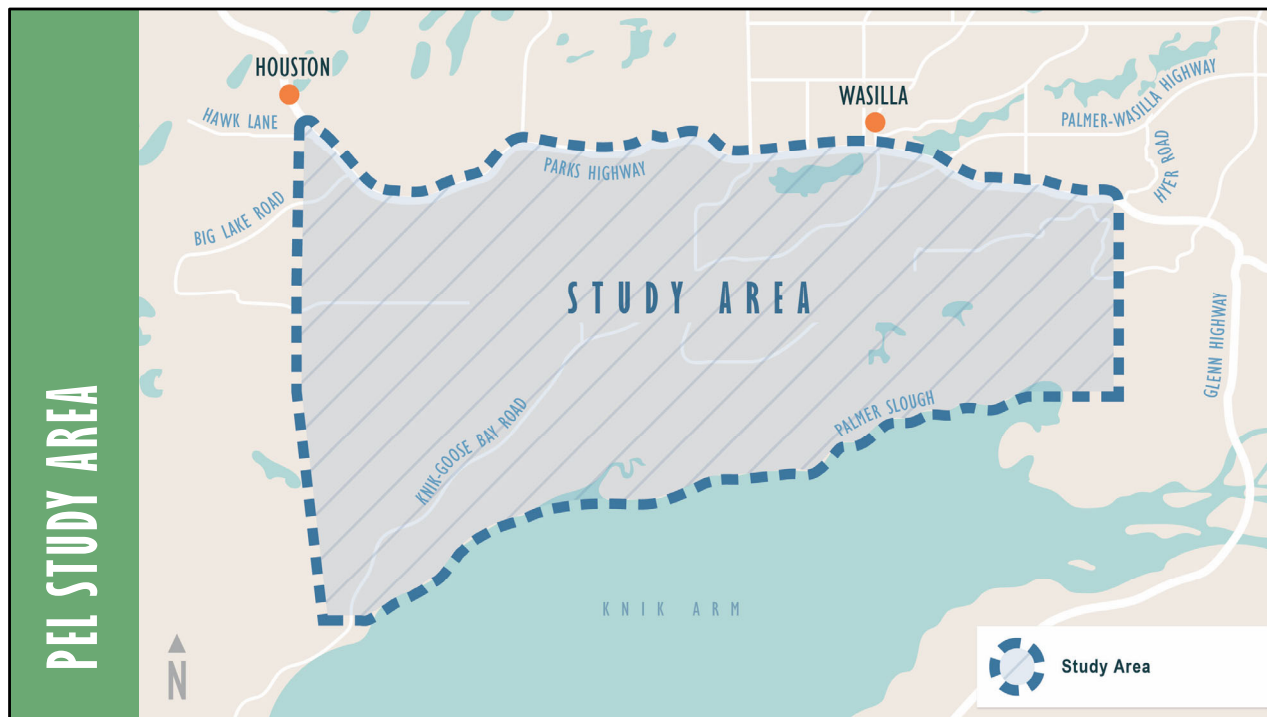 PEL STUDY AREA
HOUSTON
HAWK LANE
WASILLA
PALMER-WASILLA HIGHWAY
HYER ROAD
PARKS HIGHWAY
BIG LAKE ROAD
STUDY AREA
GLENN HIGHWAY
KNIK-GOOSE BAY ROAD
PALMER SLOUGH
KNIK ARM
N
Study Area